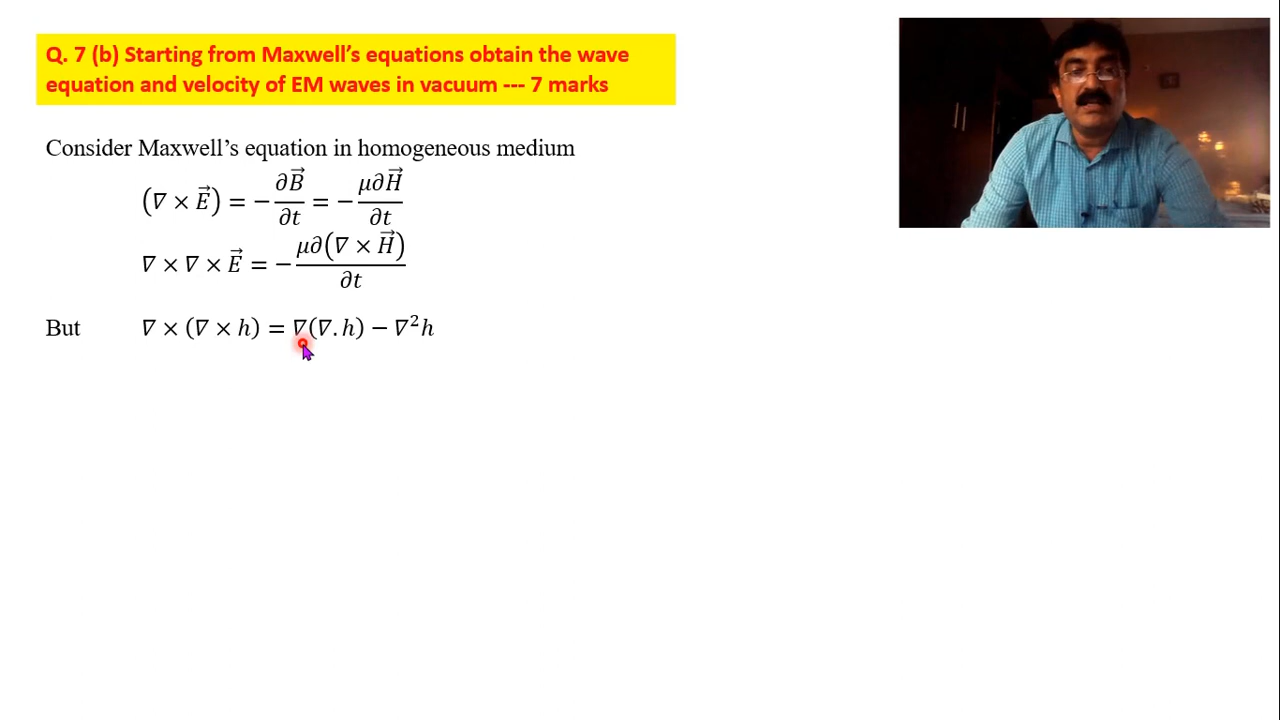 Q. 7 (b) Starting from Maxwell’s equations obtain the wave
equation and velocity of EM waves in vacuum --- 7 marks
Consider Maxwell’s equation in homogeneous medium
(∇ × E⃗) = −∂B⃗/∂t = −μ∂H⃗/∂t
∇ × ∇ × E⃗ = −μ∂(∇ × H⃗)/∂t
But ∇ × (∇ × h) = ∇(∇. h) − ∇²h